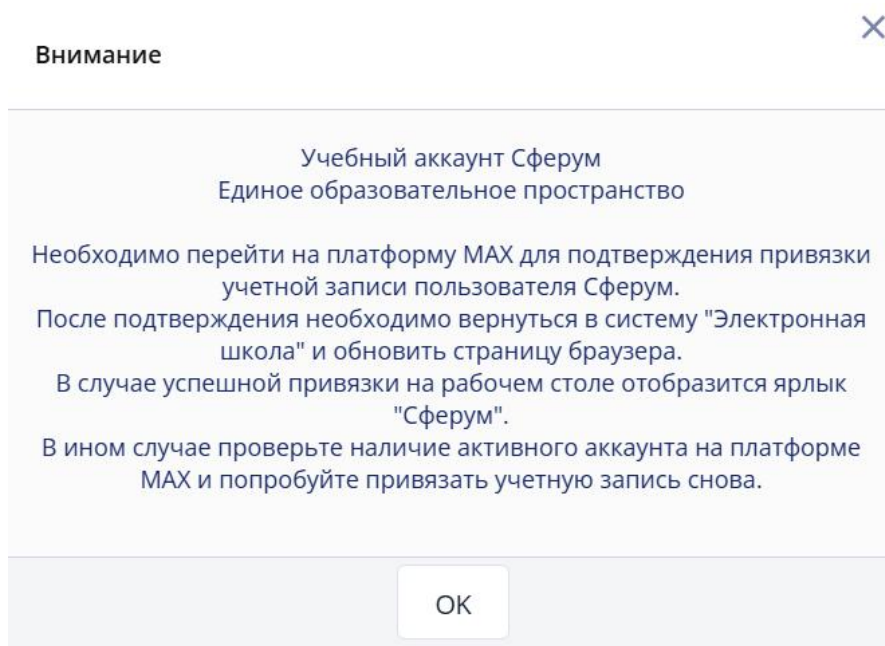 Внимание
Учебный аккаунт Сферум
Единое образовательное пространство
Необходимо перейти на платформу MAX для подтверждения привязки
учетной записи пользователя Сферум.
После подтверждения необходимо вернуться в систему "Электронная
школа" и обновить страницу браузера.
В случае успешной привязки на рабочем столе отобразится ярлык
"Сферум".
В ином случае проверьте наличие активного аккаунта на платформе
MAX и попробуйте привязать учетную запись снова.
OK